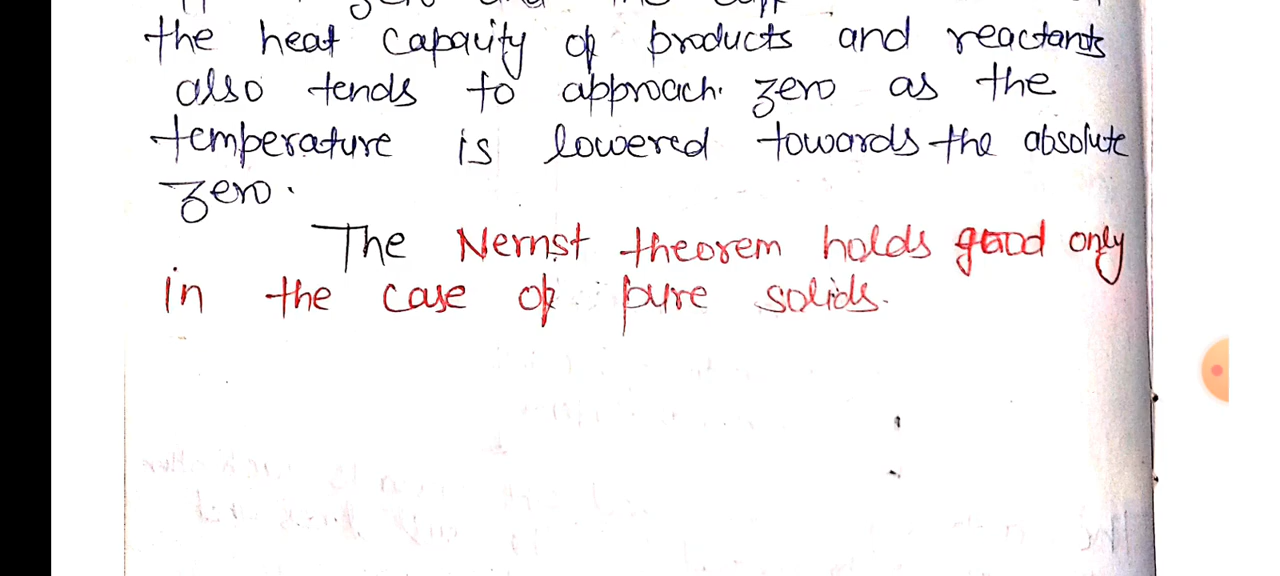 the heat capacity of products and reactants
also tends to approach zero as the
temperature is lowered towards the absolute
zero.
The Nernst theorem holds good only
in the case of pure solids.